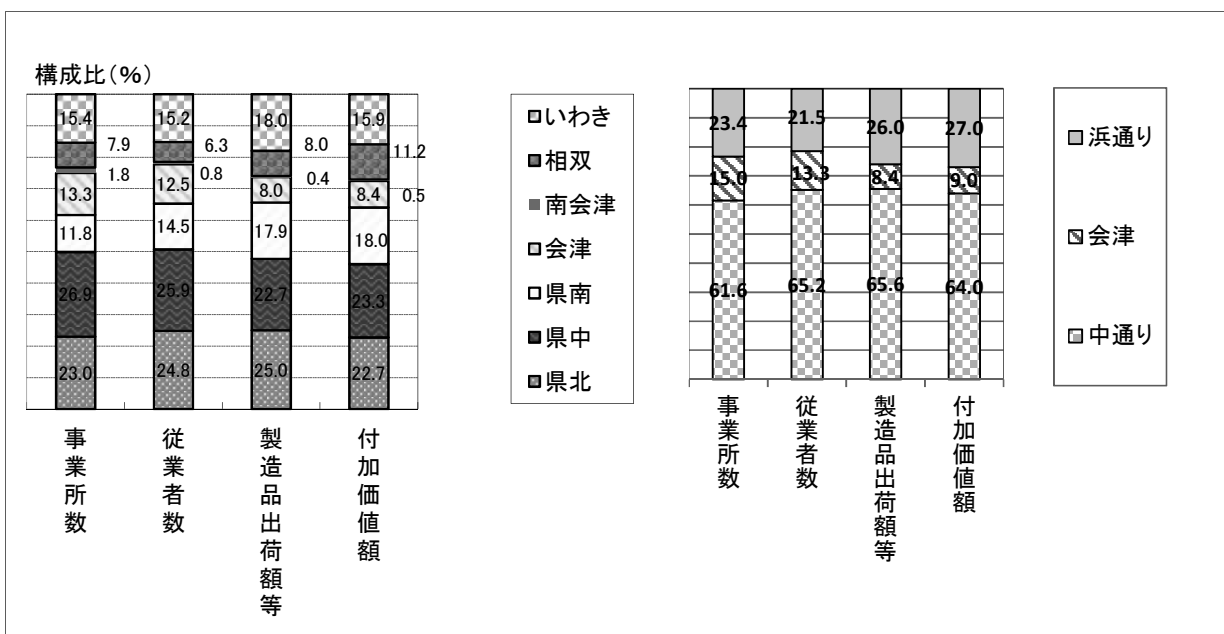 構成比(%)
15.4 15.2 18.0 15.9
7.9 6.3 8.0 11.2
1.8 0.8 0.4 0.5
13.3 12.5 8.0 8.4
11.8 14.5 17.9 18.0
26.9 25.9 22.7 23.3
23.0 24.8 25.0 22.7
事業所数
従業者数
製造品出荷額等
付加価値額
いわき
相双
南会津
会津
県南
県中
県北
23.4 21.5 26.0 27.0
15.0 13.3 8.4 9.0
61.6 65.2 65.6 64.0
事業所数
従業者数
製造品出荷額等
付加価値額
浜通り
会津
中通り